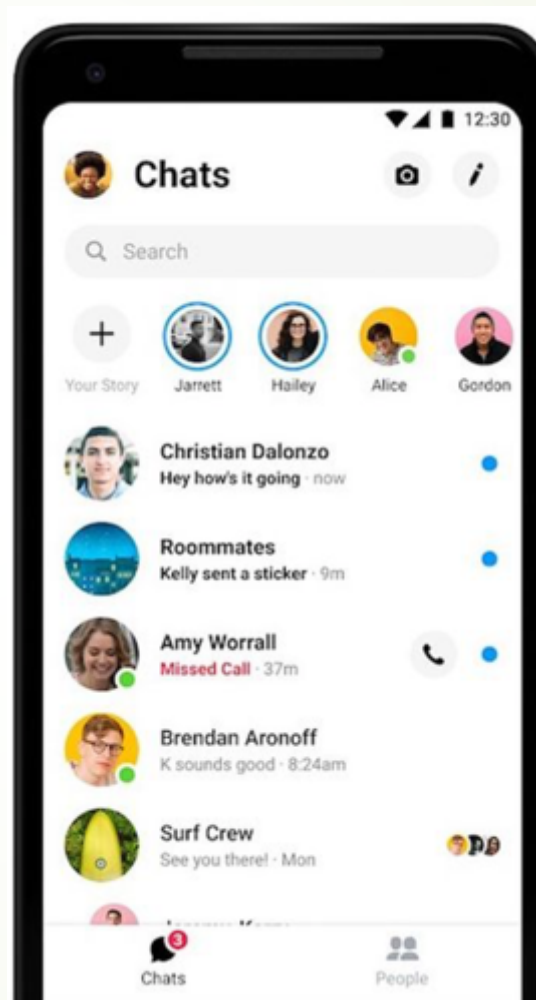 12:30
Chats
Search
Your Story
Jarrett
Hailey
Alice
Gordon
Christian Dalonzo
Hey how's it going · now
Roommates
Kelly sent a sticker · 9m
Amy Worrall
Missed Call · 37m
Brendan Aronoff
K sounds good · 8:24am
Surf Crew
See you there! · Mon
3
Chats
People